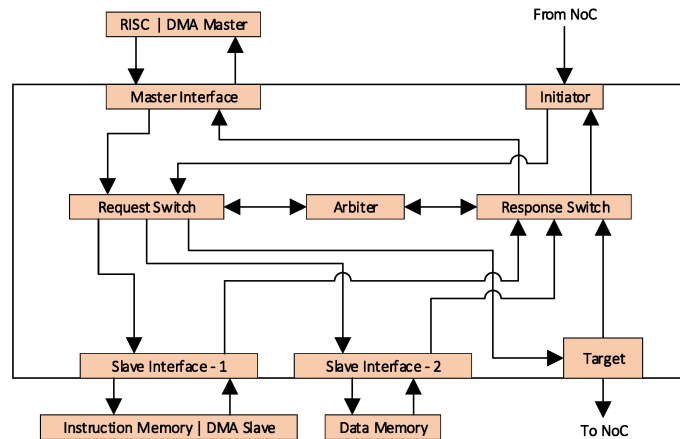 RISC | DMA Master
From NoC
Master Interface
Initiator
Request Switch
Arbiter
Response Switch
Slave Interface - 1
Slave Interface - 2
Target
Instruction Memory | DMA Slave
Data Memory
To NoC